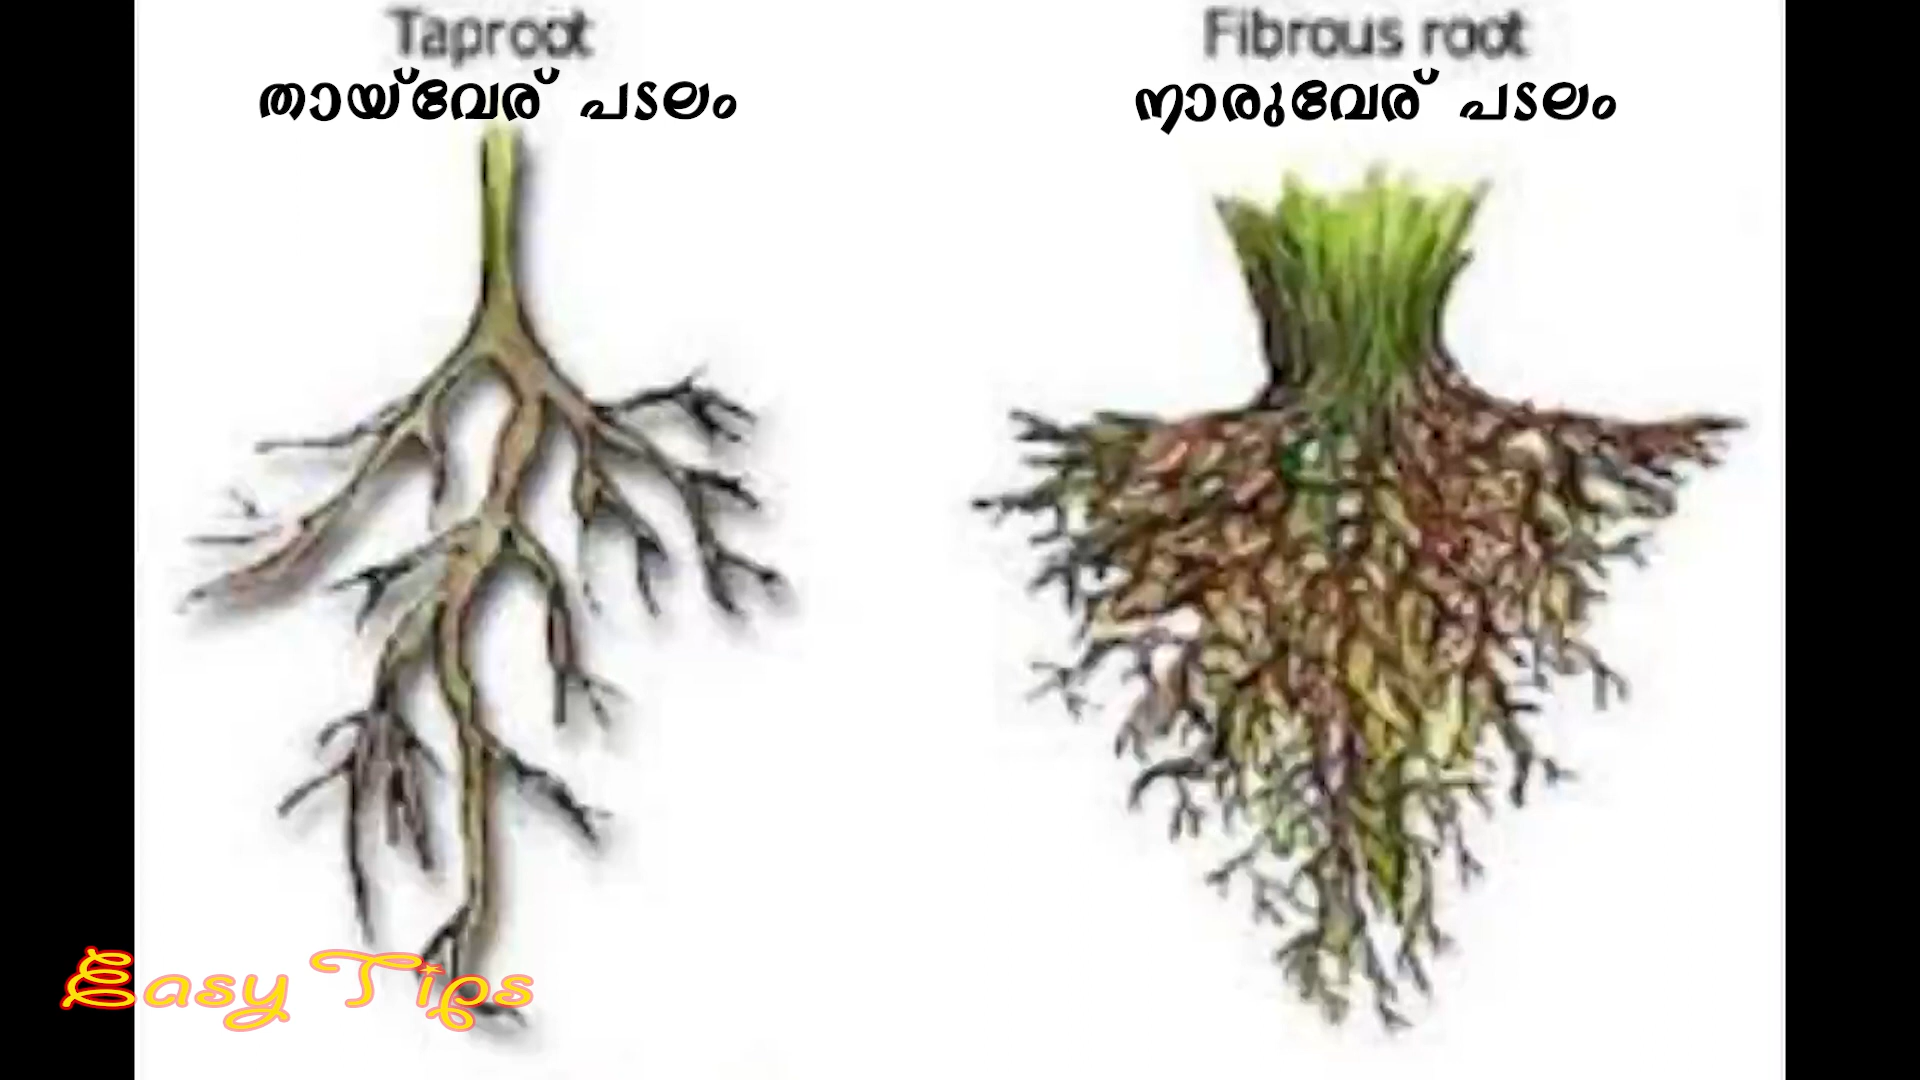 Taproot
തായ്‌വേര് പടലം
Fibrous root
നാരുവേര് പടലം
Easy Tips